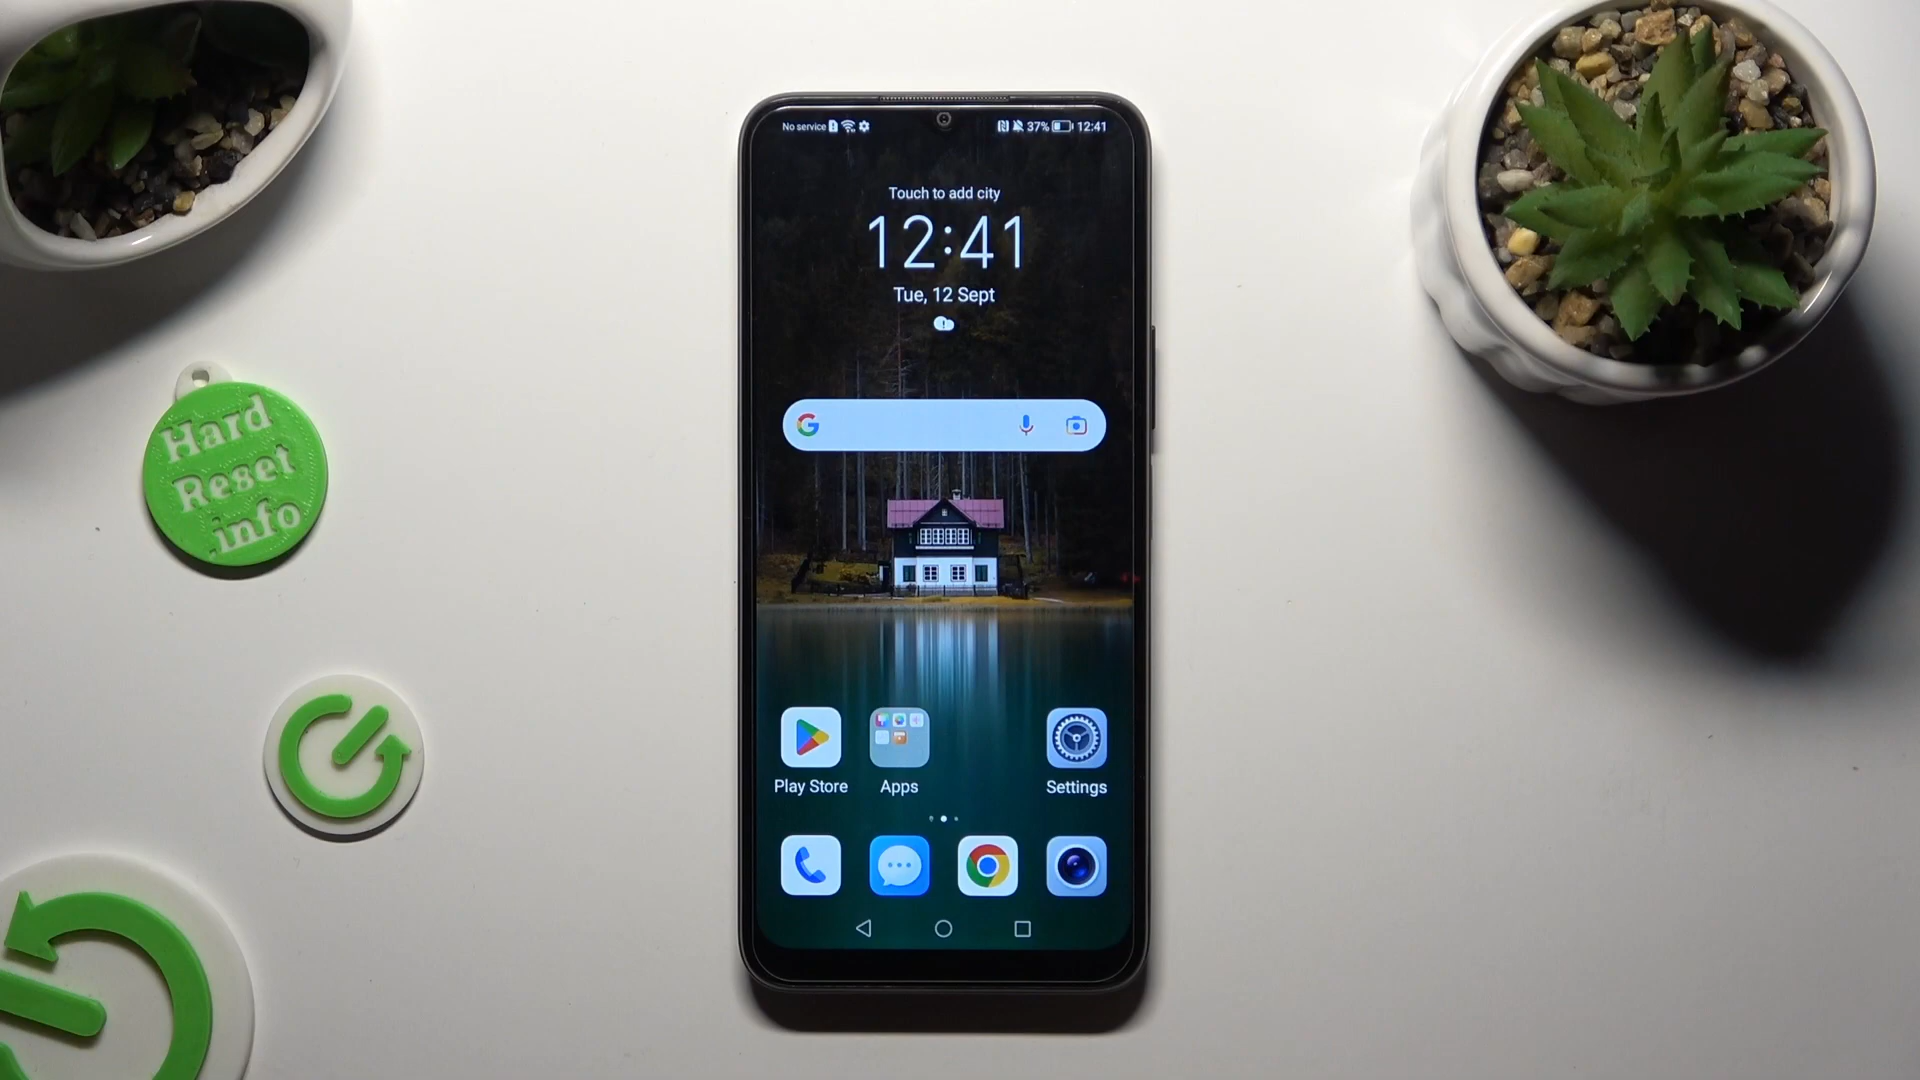 No service
37%
12:41
Touch to add city
12:41
Tue, 12 Sept
Hard
Reset
.info
Play Store
Apps
Settings